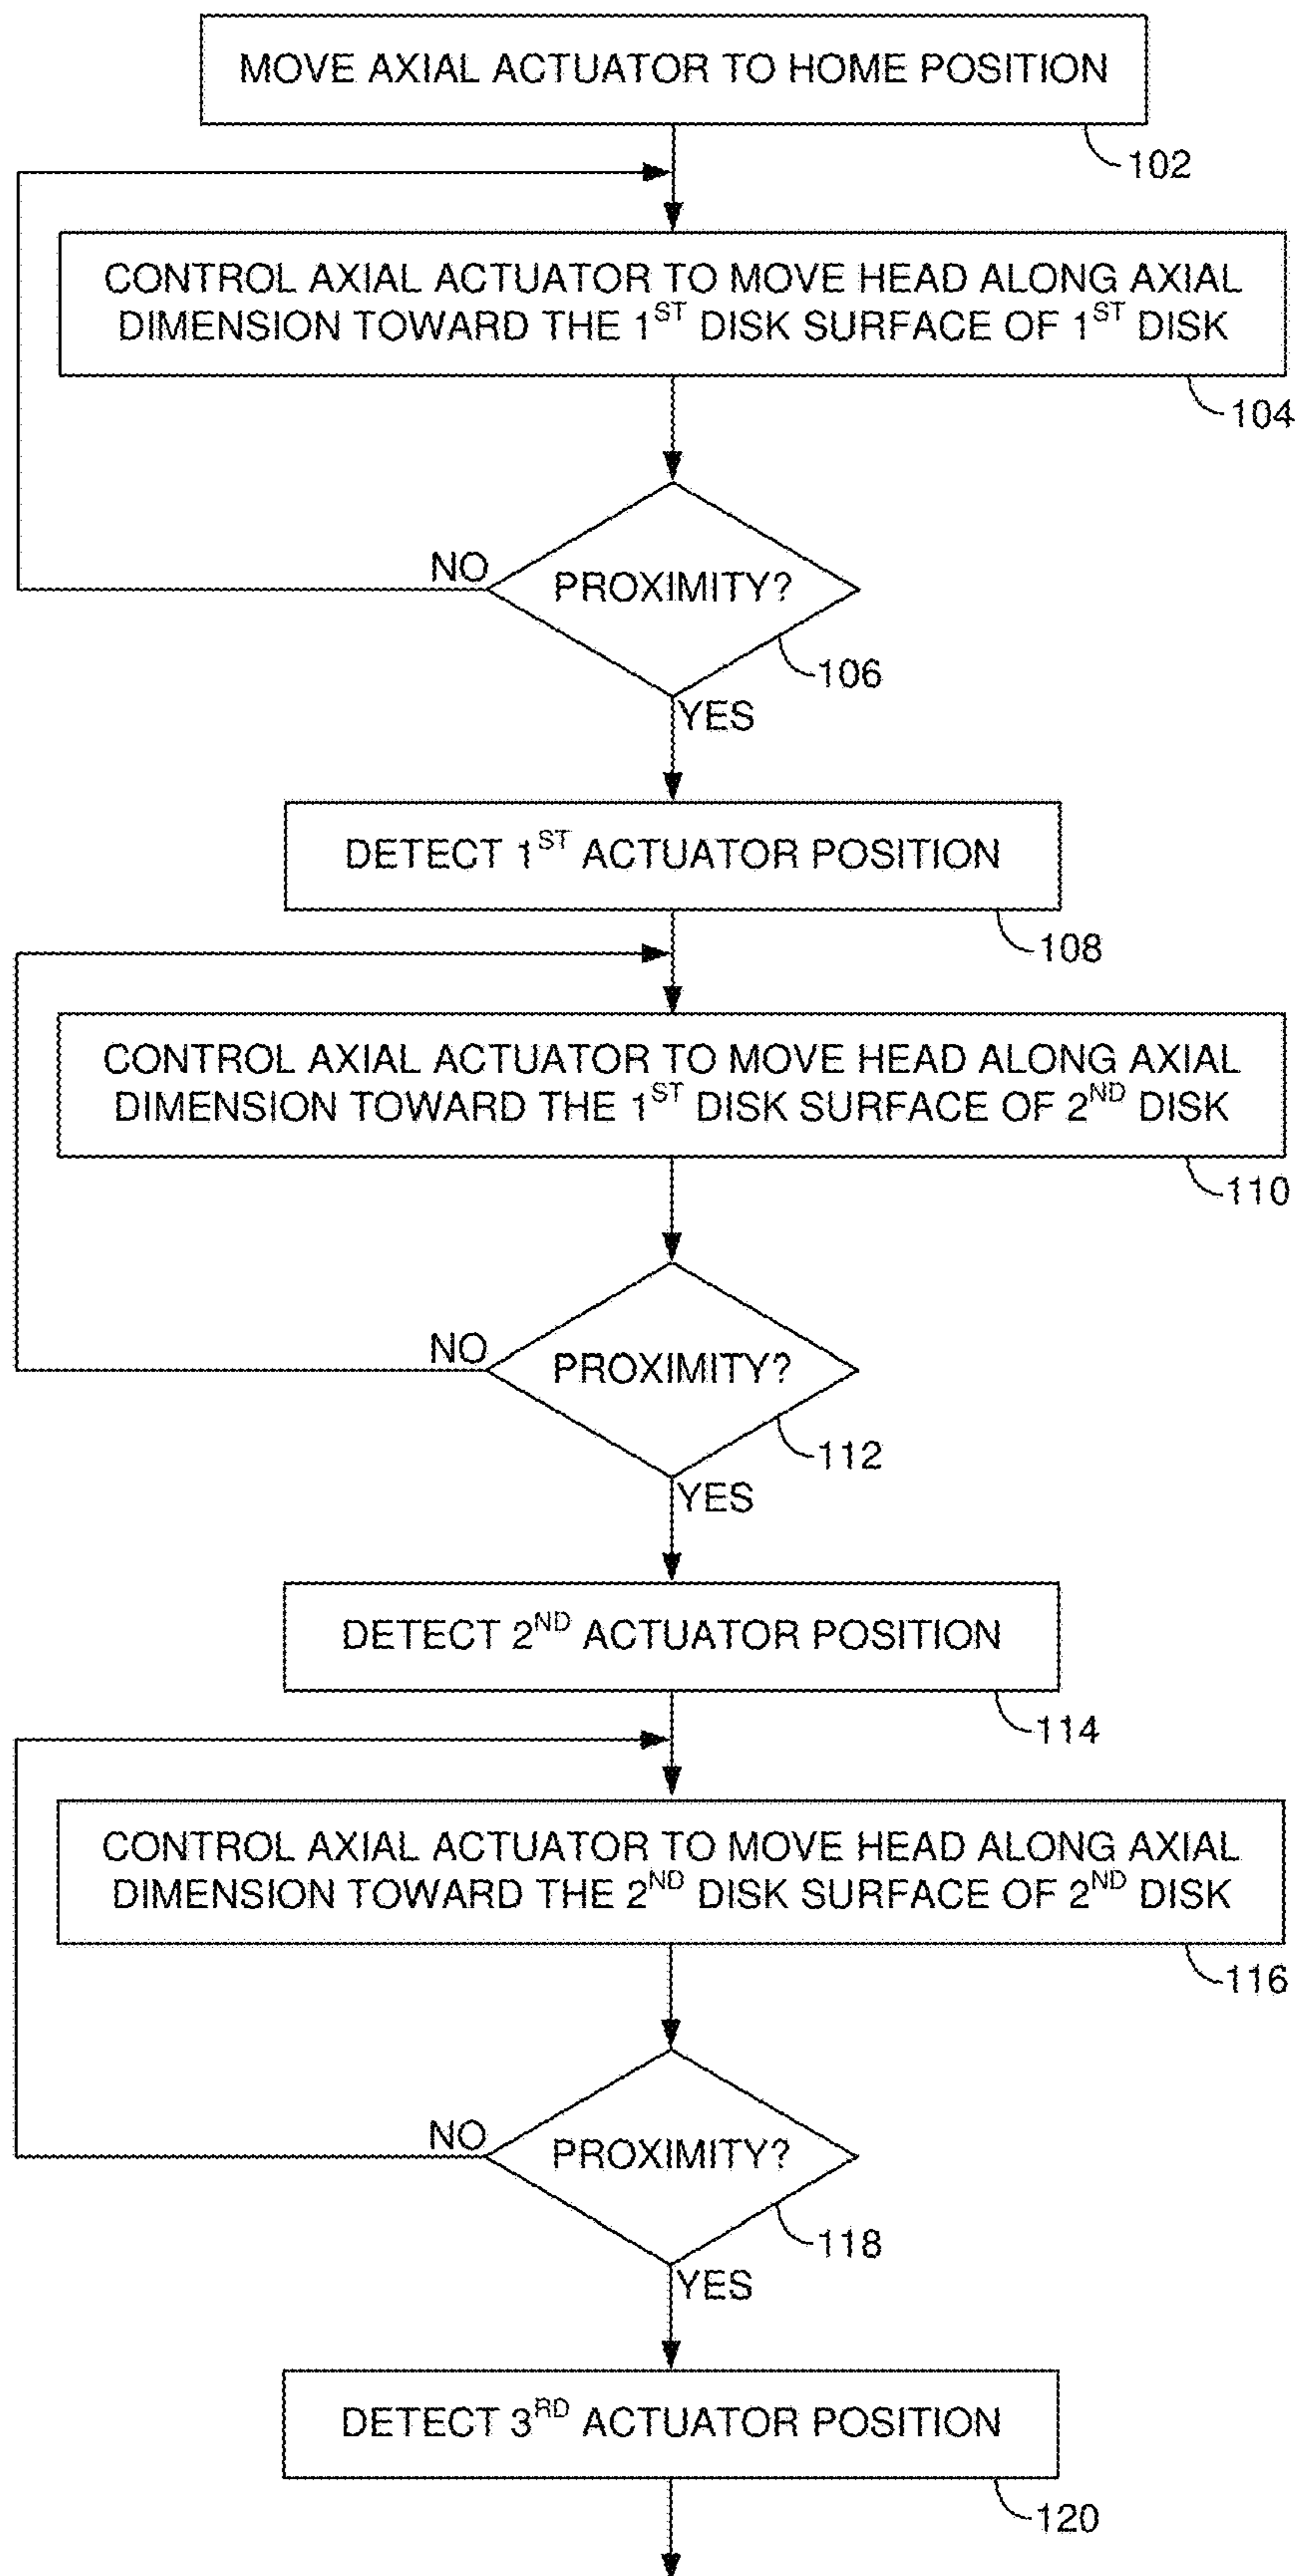 MOVE AXIAL ACTUATOR TO HOME POSITION
102
CONTROL AXIAL ACTUATOR TO MOVE HEAD ALONG AXIAL
DIMENSION TOWARD THE 1ST DISK SURFACE OF 1ST DISK
104
NO
PROXIMITY?
106
YES
DETECT 1ST ACTUATOR POSITION
108
CONTROL AXIAL ACTUATOR TO MOVE HEAD ALONG AXIAL
DIMENSION TOWARD THE 1ST DISK SURFACE OF 2ND DISK
110
NO
PROXIMITY?
112
YES
DETECT 2ND ACTUATOR POSITION
114
CONTROL AXIAL ACTUATOR TO MOVE HEAD ALONG AXIAL
DIMENSION TOWARD THE 2ND DISK SURFACE OF 2ND DISK
116
NO
PROXIMITY?
118
YES
DETECT 3RD ACTUATOR POSITION
120